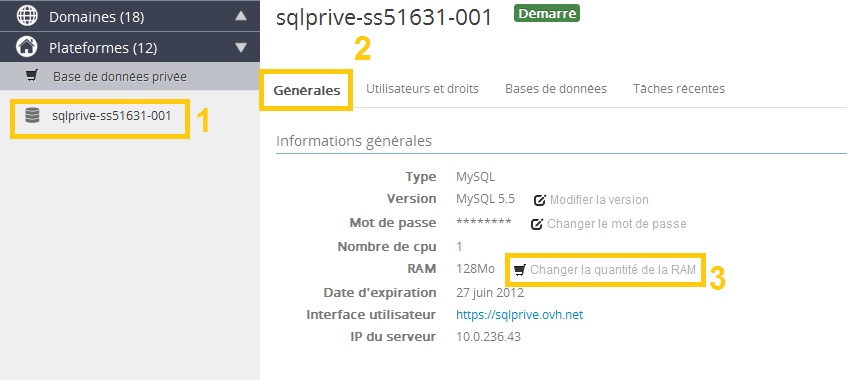 Domaines (18)
Plateformes (12)
Base de données privée
sqlprive-ss51631-001
1
sqlprive-ss51631-001 Démarré
2
Générales Utilisateurs et droits Bases de données Tâches récentes
Informations générales
Type MySQL
Version MySQL 5.5 Modifier la version
Mot de passe ******** Changer le mot de passe
Nombre de cpu 1
RAM 128Mo Changer la quantité de la RAM 3
Date d'expiration 27 juin 2012
Interface utilisateur https://sqlprive.ovh.net
IP du serveur 10.0.236.43